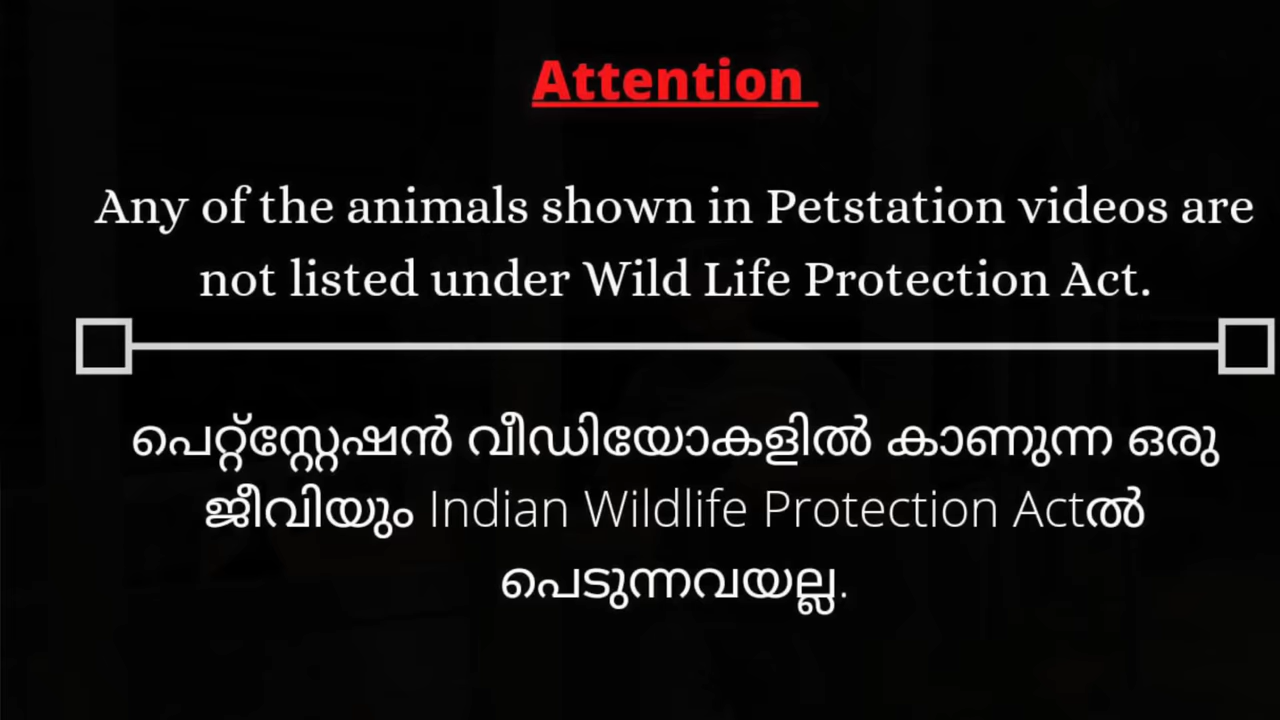 Attention
Any of the animals shown in Petstation videos are
not listed under Wild Life Protection Act.
പെറ്റ്സ്റ്റേഷൻ വീഡിയോകളിൽ കാണുന്ന ഒരു
ജീവിയും Indian Wildlife Protection Actൽ
പെടുന്നവയല്ല.